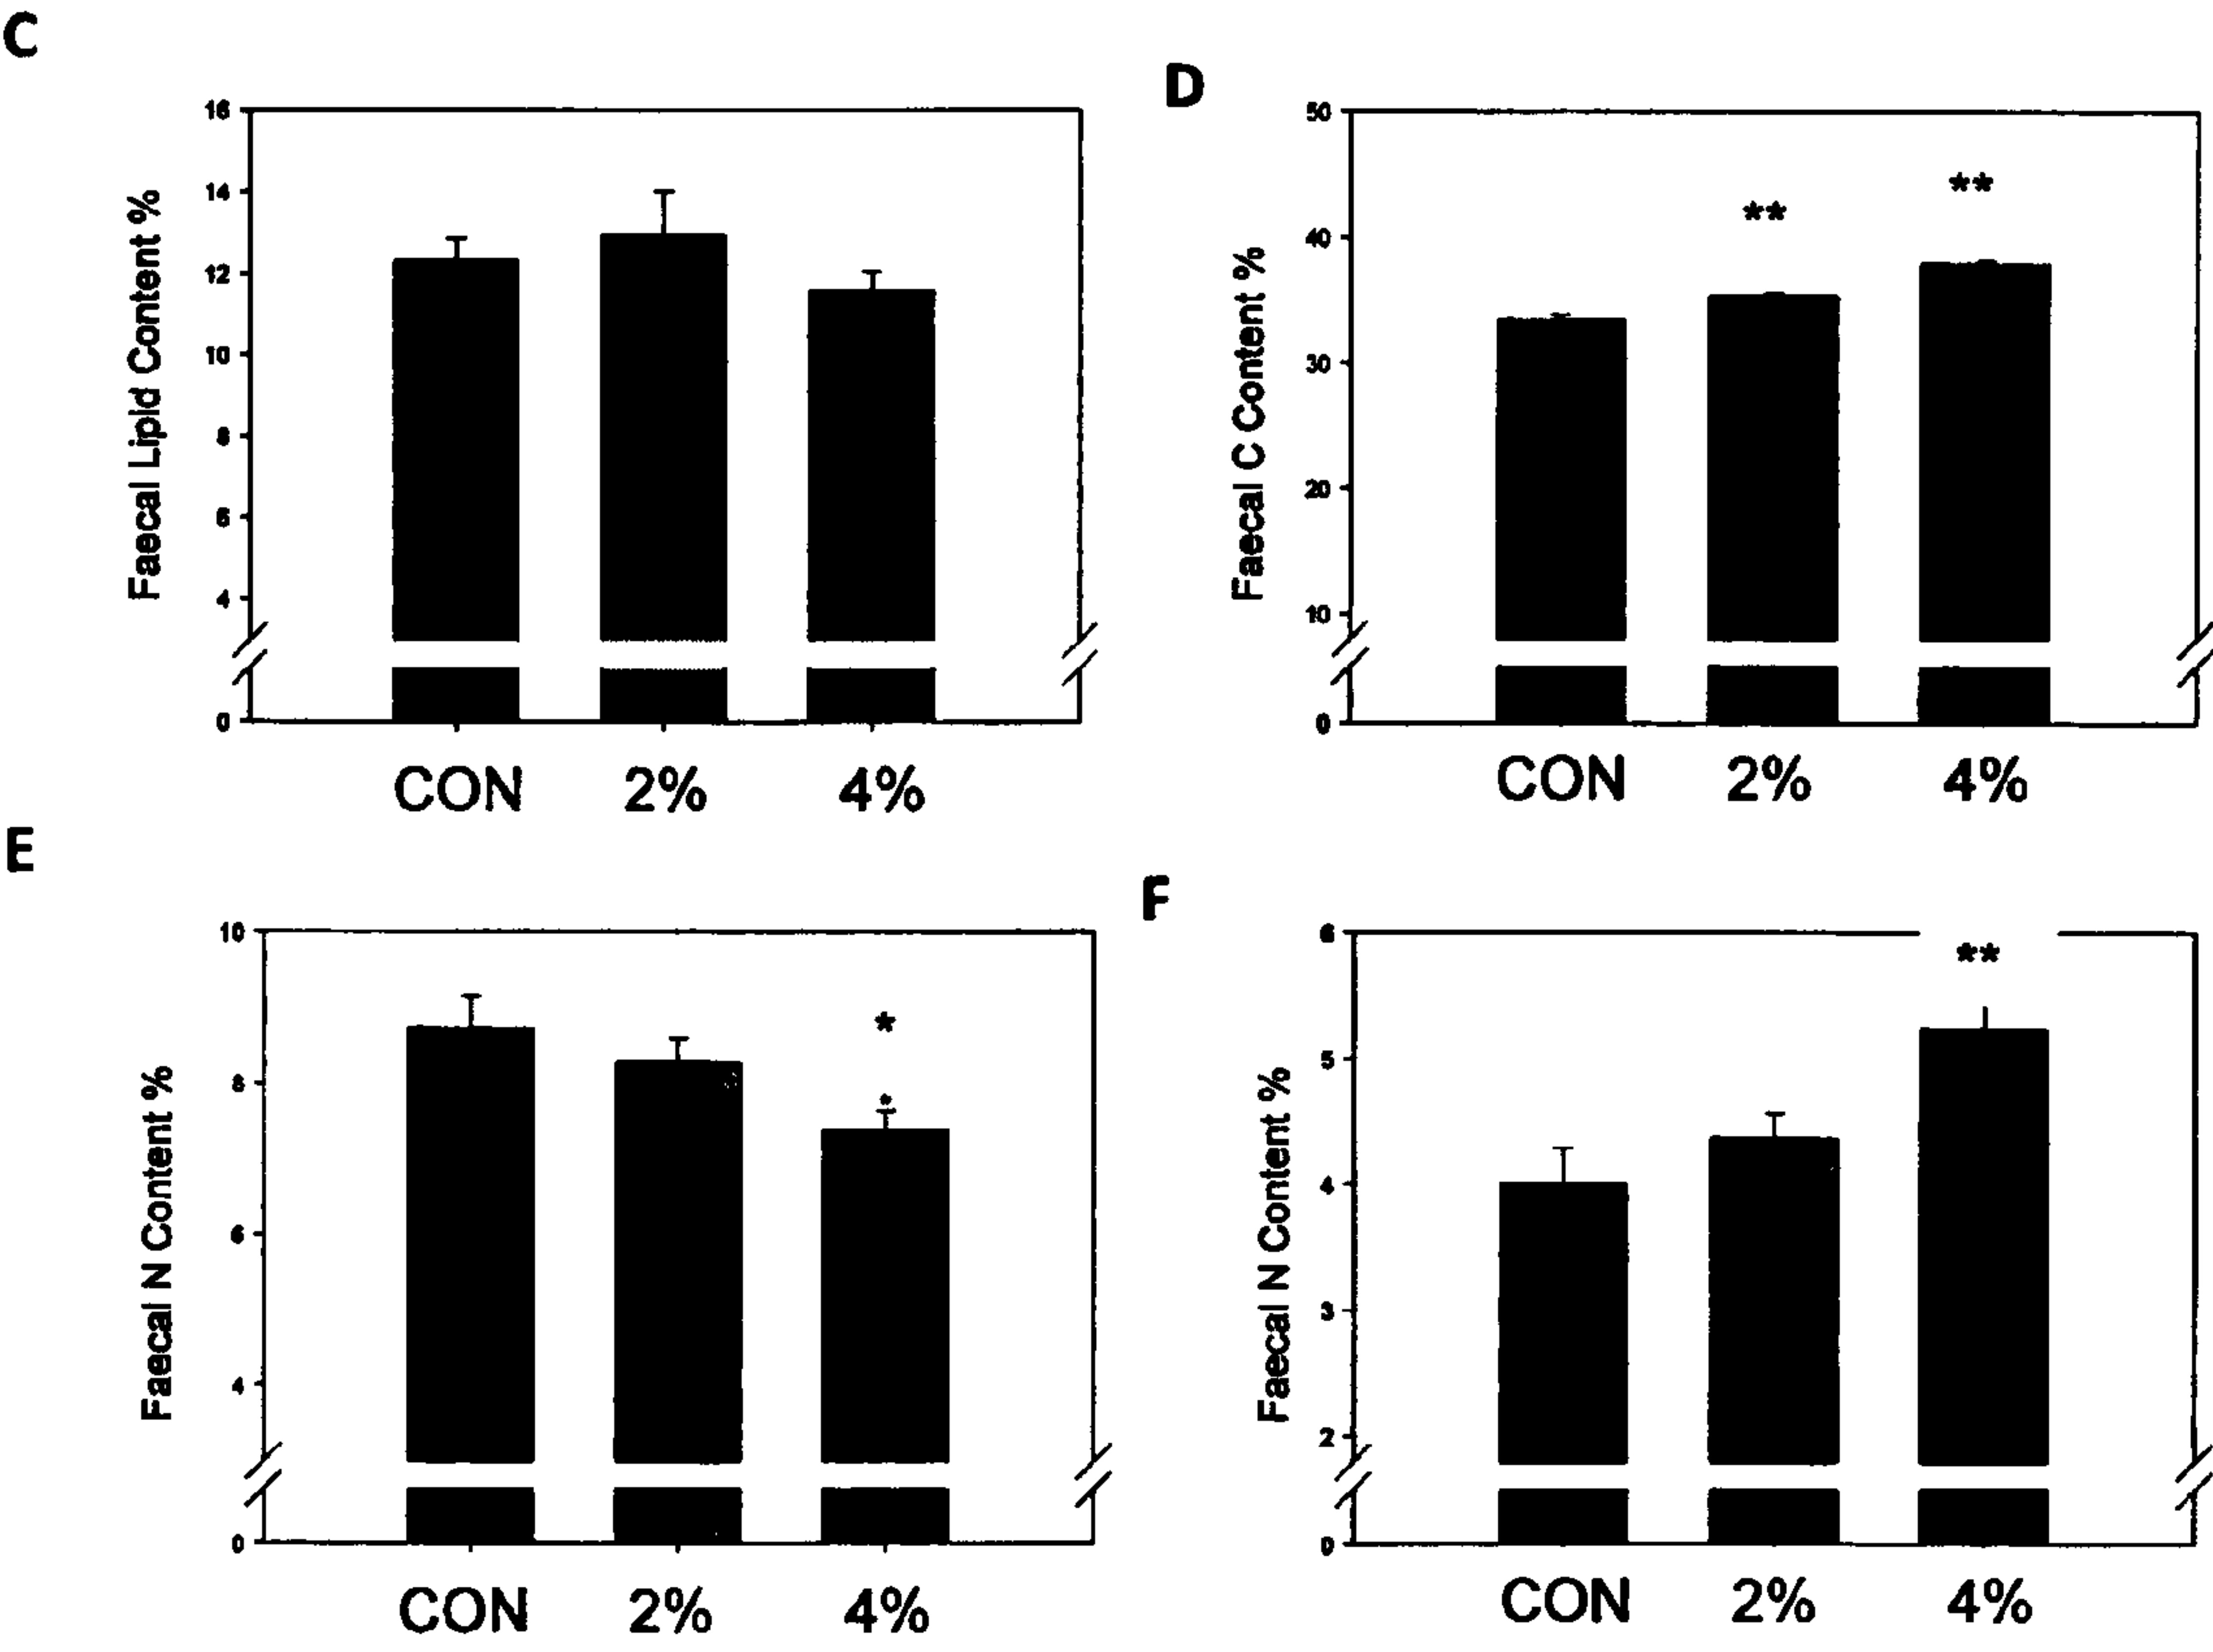 C
Faecal Lipid Content %
16
14
12
10
8
6
4
0
CON 2% 4%
D
Faecal C Content %
50
40
30
20
10
0
** **
CON 2% 4%
E
Faecal N Content %
10
8
6
4
0
*
*
CON 2% 4%
F
Faecal N Content %
6
5
4
3
2
0
**
CON 2% 4%